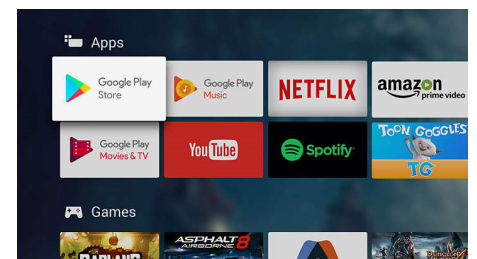 Apps
Google Play
Store
Google Play
Music
NETFLIX
amazon
prime video
Google Play
Movies & TV
YouTube
Spotify
TOON GOGGLES
TG
Games
BADLAND
ASPHALT 8
AIRBORNE